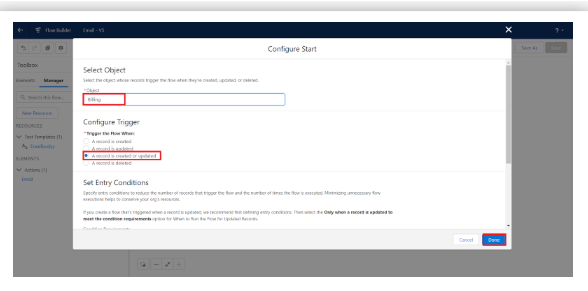 Flow Builder Email - V5
Configure Start
Save As
Toolbox
Elements Manager
Search this flow...
New Resource
RESOURCES
Text Templates (1)
EmailBody
ELEMENTS
Actions (1)
Email
Select Object
Select the object whose records trigger the flow when they're created, updated, or deleted.
*Object
Billing
Configure Trigger
*Trigger the Flow When:
A record is created
A record is updated
A record is created or updated
A record is deleted
Set Entry Conditions
Specify entry conditions to reduce the number of records that trigger the flow and the number of times the flow is executed. Minimizing unnecessary flow
executions helps to conserve your org's resources.
If you create a flow that's triggered when a record is updated, we recommend first defining entry conditions. Then select the Only when a record is updated to
meet the condition requirements option for When to Run the Flow for Updated Records.
Cancel Done